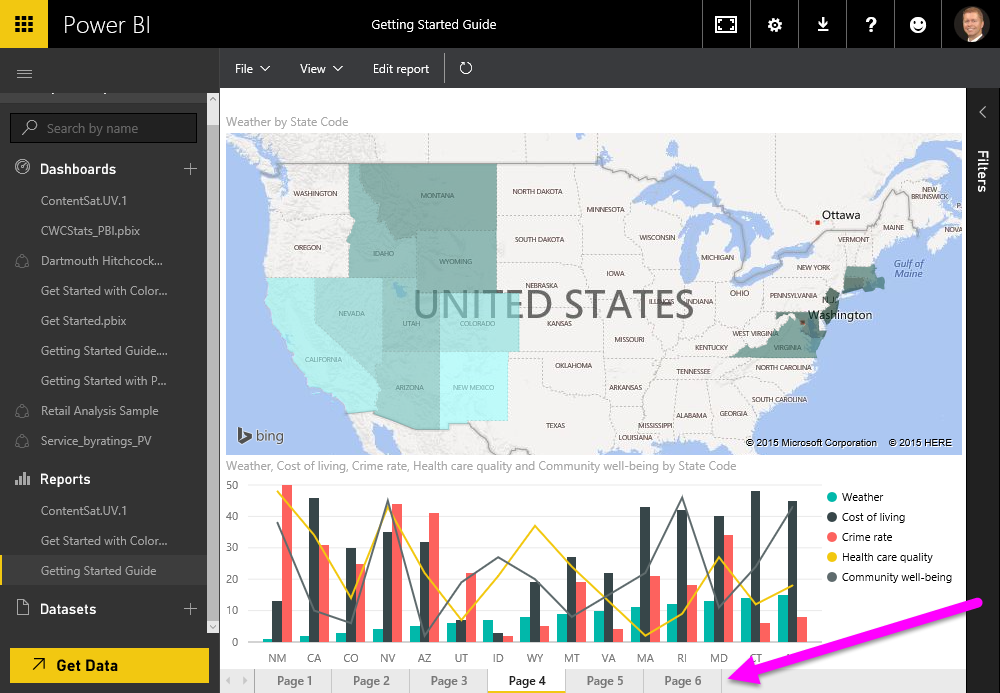 Power BI
Getting Started Guide
File
View
Edit report
Search by name
Dashboards
ContentSat.UV.1
CWCStats_PBI.pbix
Dartmouth Hitchcock...
Get Started with Color...
Get Started.pbix
Getting Started Guide....
Getting Started with P...
Retail Analysis Sample
Service_byratings_PV
Reports
ContentSat.UV.1
Get Started with Color...
Getting Started Guide
Datasets
Get Data
Weather by State Code
WASHINGTON
MONTANA
NORTH DAKOTA
MINNESOTA
Ottawa
NEW BRUNSWICK
MAINE
NOVA
VERMONT
OREGON
IDAHO
SOUTH DAKOTA
WISCONSIN
MICHIGAN
Gulf of Maine
WYOMING
NEW YORK
IOWA
NEBRASKA
PENNSYLVANIA
OHIO
UNITED STATES
ILLINOIS
INDIANA
N.J.
NEVADA
UTAH
COLORADO
KANSAS
Washington
WEST VIRGINIA
MISSOURI
KENTUCKY
VIRGINIA
CALIFORNIA
OKLAHOMA
TENNESSEE
NORTH CAROLINA
ARIZONA
NEW MEXICO
ARKANSAS
SOUTH CAROLINA
ALABAMA
GEORGIA
TEXAS
MISSISSIPPI
LOUISIANA
bing
© 2015 Microsoft Corporation © 2015 HERE
Weather, Cost of living, Crime rate, Health care quality and Community well-being by State Code
50
40
30
20
10
0
NM CA CO NV AZ UT ID WY MT VA MA RI MD
Weather
Cost of living
Crime rate
Health care quality
Community well-being
Page 1
Page 2
Page 3
Page 4
Page 5
Page 6
Filters